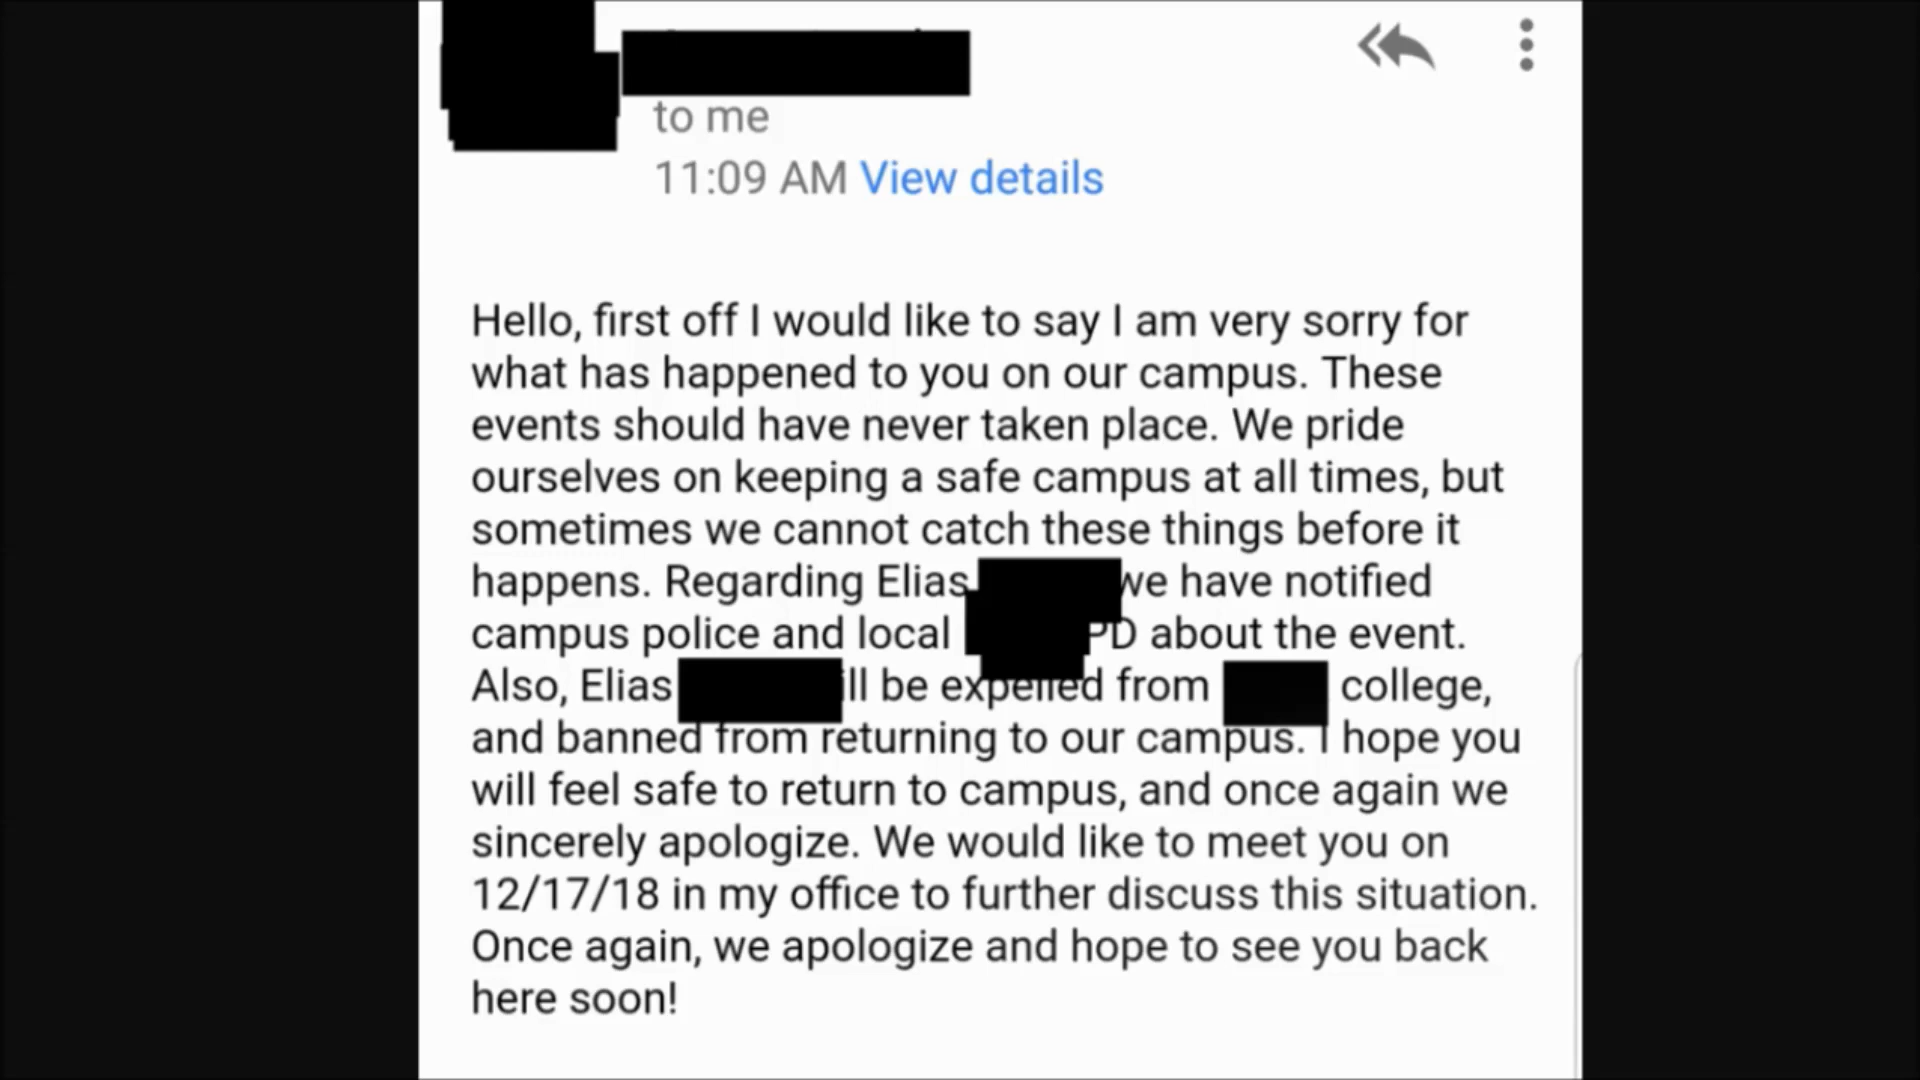 to me
11:09 AM View details
Hello, first off I would like to say I am very sorry for
what has happened to you on our campus. These
events should have never taken place. We pride
ourselves on keeping a safe campus at all times, but
sometimes we cannot catch these things before it
happens. Regarding Elias we have notified
campus police and local PD about the event.
Also, Elias ill be expelled from college,
and banned from returning to our campus. I hope you
will feel safe to return to campus, and once again we
sincerely apologize. We would like to meet you on
12/17/18 in my office to further discuss this situation.
Once again, we apologize and hope to see you back
here soon!